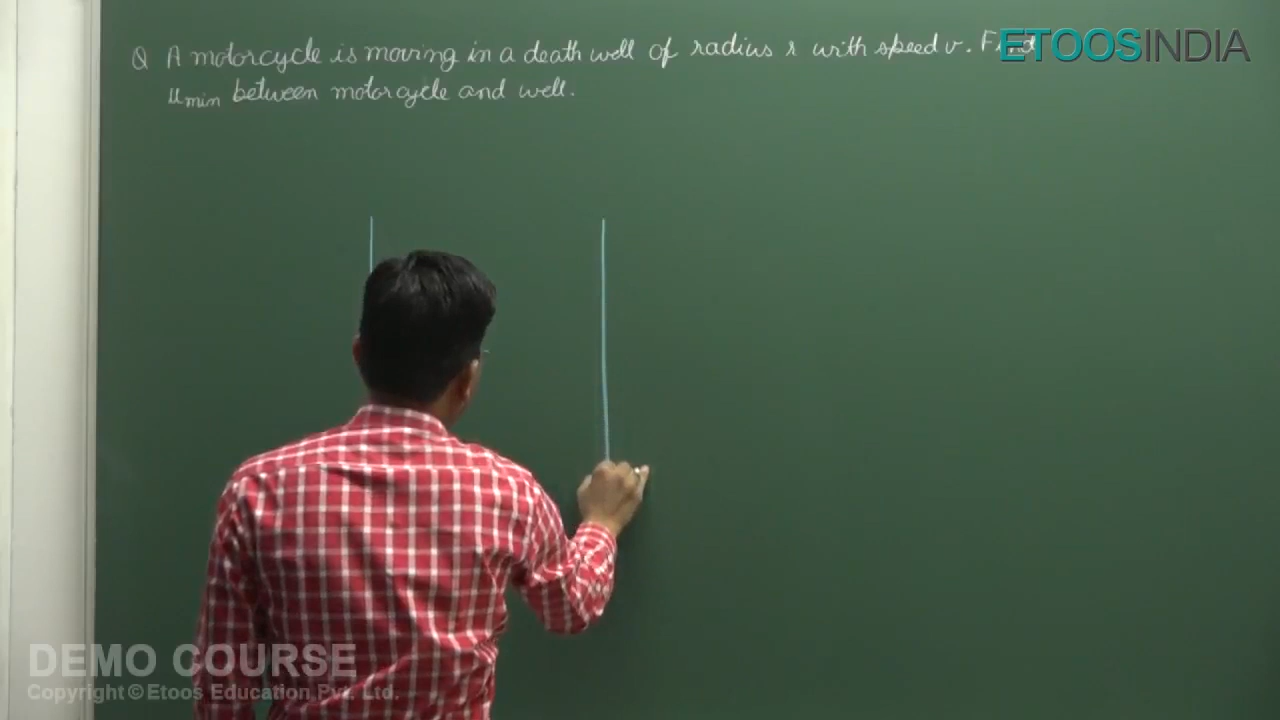 Q A motorcycle is moving in a death well of radius r with speed v. Find
μmin between motorcycle and well.
ETOOSINDIA
DEMO COURSE
Copyright © Etoos Education Pvt. Ltd.